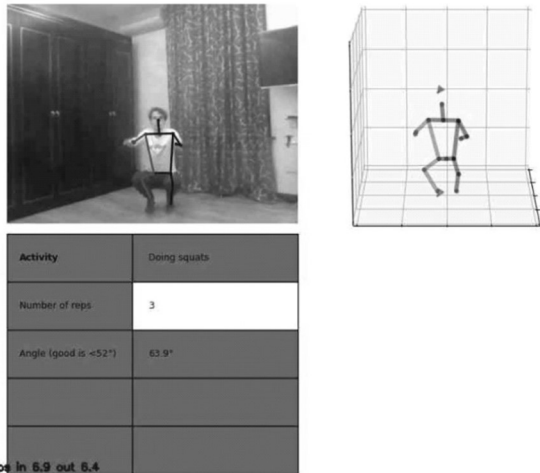 Activity Doing squats
Number of reps 3
Angle (good is <52°) 63.9°
in 6.9 out 6.4